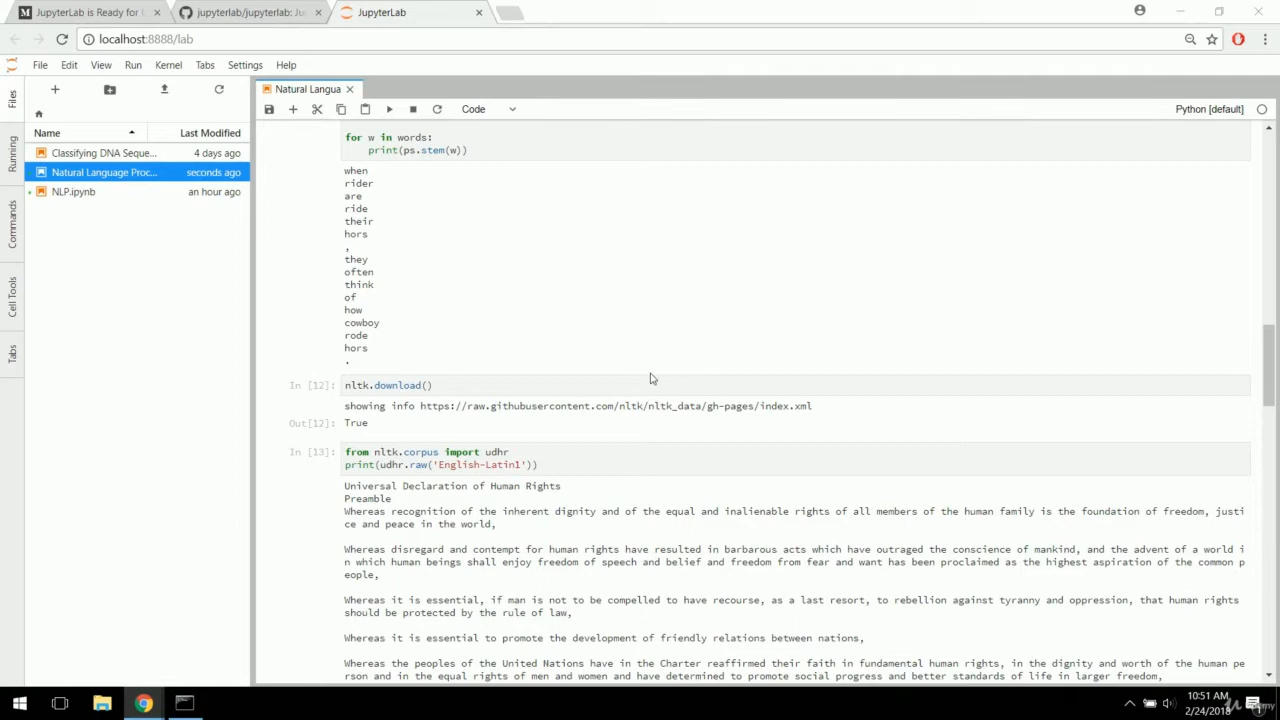 JupyterLab is Ready for U
jupyterlab/jupyterlab: Ju
JupyterLab
localhost:8888/lab
File Edit View Run Kernel Tabs Settings Help
Files
Running
Commands
Cell Tools
Tabs
Name Last Modified
Classifying DNA Seque... 4 days ago
Natural Language Proc... seconds ago
NLP.ipynb an hour ago
Natural Langua
Code
Python [default]
for w in words:
print(ps.stem(w))
when
rider
are
ride
their
hors
,
they
often
think
of
how
cowboy
rode
hors
.
In [12]: nltk.download()
showing info https://raw.githubusercontent.com/nltk/nltk_data/gh-pages/index.xml
Out[12]: True
In [13]: from nltk.corpus import udhr
print(udhr.raw('English-Latin1'))
Universal Declaration of Human Rights
Preamble
Whereas recognition of the inherent dignity and of the equal and inalienable rights of all members of the human family is the foundation of freedom, justi
ce and peace in the world,
Whereas disregard and contempt for human rights have resulted in barbarous acts which have outraged the conscience of mankind, and the advent of a world i
n which human beings shall enjoy freedom of speech and belief and freedom from fear and want has been proclaimed as the highest aspiration of the common p
eople,
Whereas it is essential, if man is not to be compelled to have recourse, as a last resort, to rebellion against tyranny and oppression, that human rights
should be protected by the rule of law,
Whereas it is essential to promote the development of friendly relations between nations,
Whereas the peoples of the United Nations have in the Charter reaffirmed their faith in fundamental human rights, in the dignity and worth of the human pe
rson and in the equal rights of men and women and have determined to promote social progress and better standards of life in larger freedom,
10:51 AM
2/24/2018